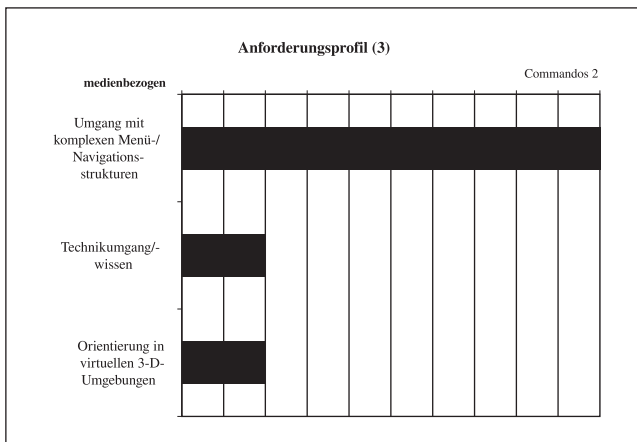 Anforderungsprofil (3)
Commandos 2
medienbezogen
Umgang mit
komplexen Menü-/
Navigations-
strukturen
Technikumgang/-
wissen
Orientierung in
virtuellen 3-D-
Umgebungen